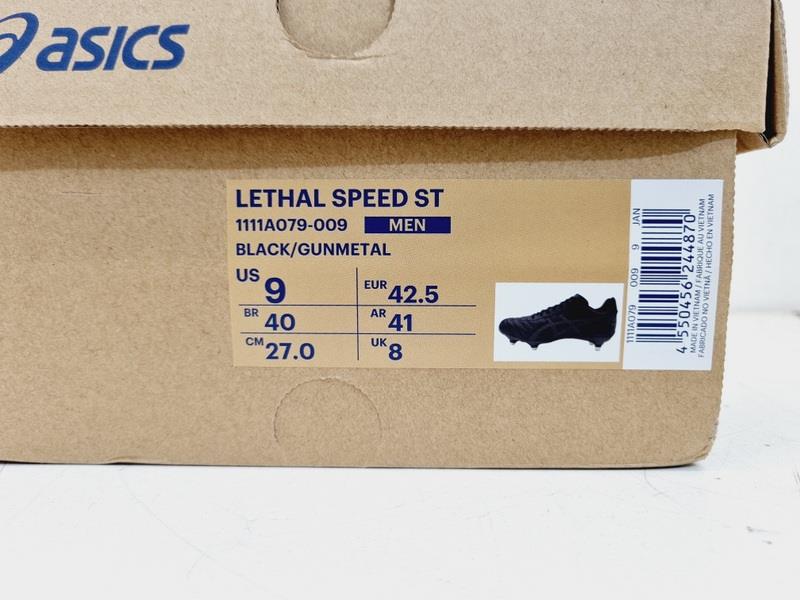 asics
LETHAL SPEED ST
1111A079-009 MEN
BLACK/GUNMETAL
US 9 EUR 42.5
BR 40 AR 41
CM 27.0 UK 8
1111A079 009 9 JAN
4 550456 244870
MADE IN VIETNAM / FABRIQUÉ AU VIETNAM
FABRICADO NO VIETNÃ / HECHO EN VIETNAM